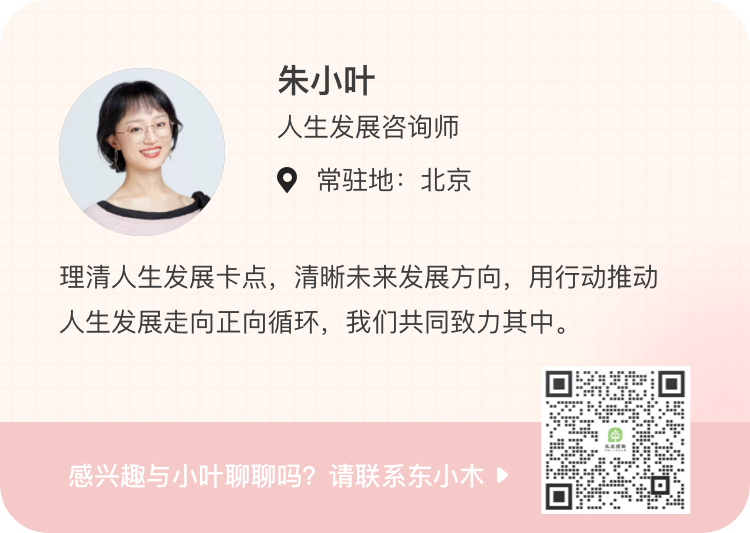 朱小叶
人生发展咨询师
常驻地：北京
理清人生发展卡点，清晰未来发展方向，用行动推动
人生发展走向正向循环，我们共同致力其中。
感兴趣与小叶聊聊吗？请联系东小木